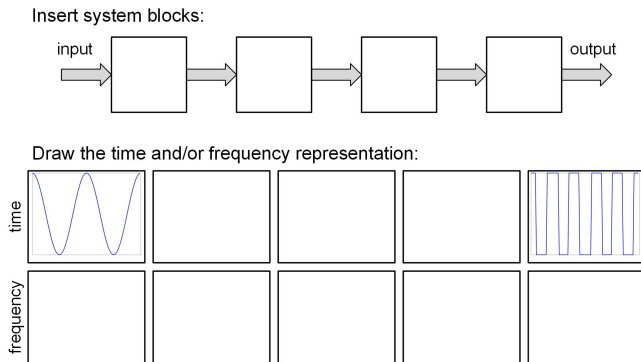 Insert system blocks:
input
output
Draw the time and/or frequency representation:
time
frequency